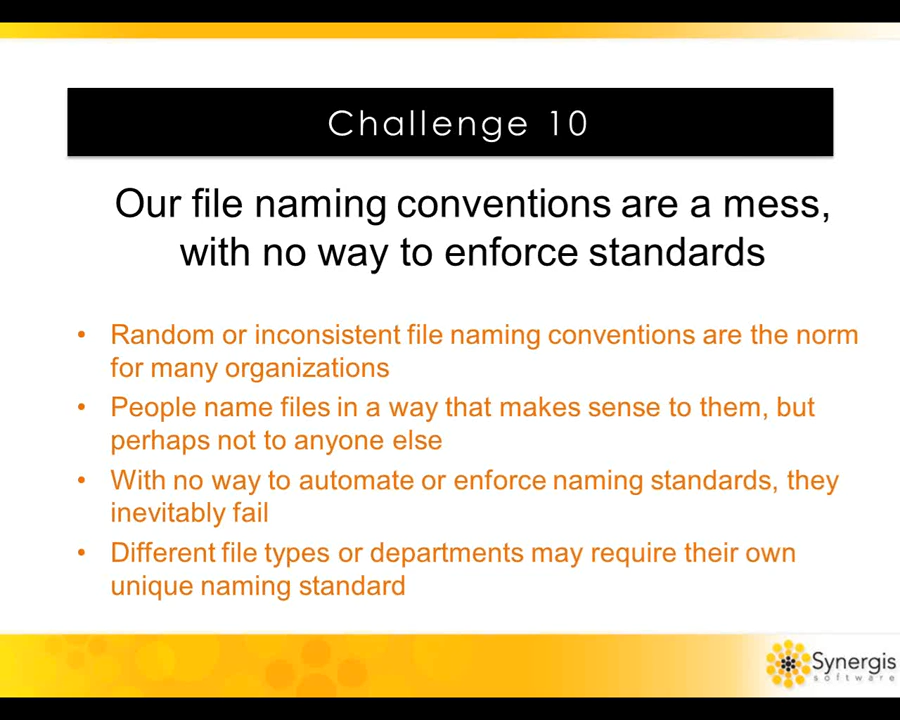 Challenge 10
Our file naming conventions are a mess,
with no way to enforce standards
• Random or inconsistent file naming conventions are the norm
for many organizations
• People name files in a way that makes sense to them, but
perhaps not to anyone else
• With no way to automate or enforce naming standards, they
inevitably fail
• Different file types or departments may require their own
unique naming standard
Synergis
software